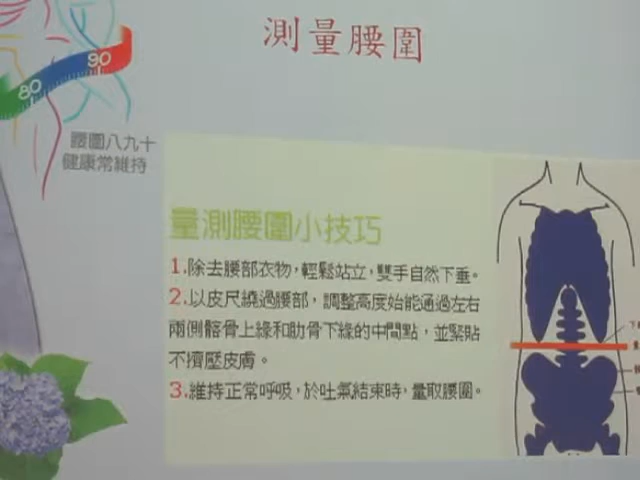 測量腰圍
90
80
腰圍八九十
健康常維持
量測腰圍小技巧
1.除去腰部衣物，輕鬆站立，雙手自然下垂。
2.以皮尺繞過腰部，調整高度始能通過左右
兩側髂骨上緣和肋骨下緣的中間點，並緊貼
不擠壓皮膚。
3.維持正常呼吸，於吐氣結束時，量取腰圍。